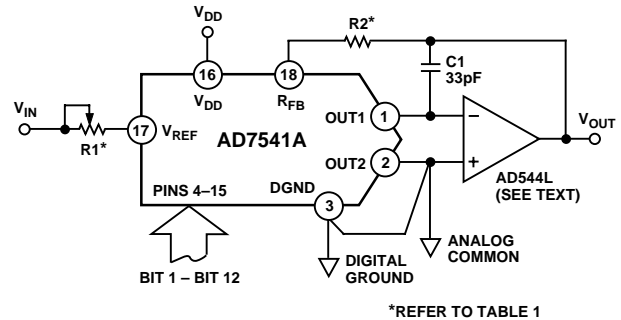 VDD
R2*
16
18
C1
33pF
VDD
RFB
VIN
R1*
17
VREF
AD7541A
OUT1
1
OUT2
2
–
+
VOUT
AD544L
(SEE TEXT)
PINS 4–15
DGND
3
BIT 1 – BIT 12
DIGITAL
GROUND
ANALOG
COMMON
*REFER TO TABLE 1